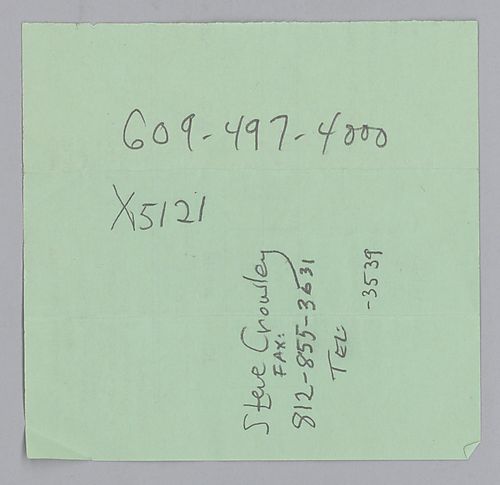 609-497-4000
X5121
Steve Crowley
FAX:
812-855-3631
TEL: -3539